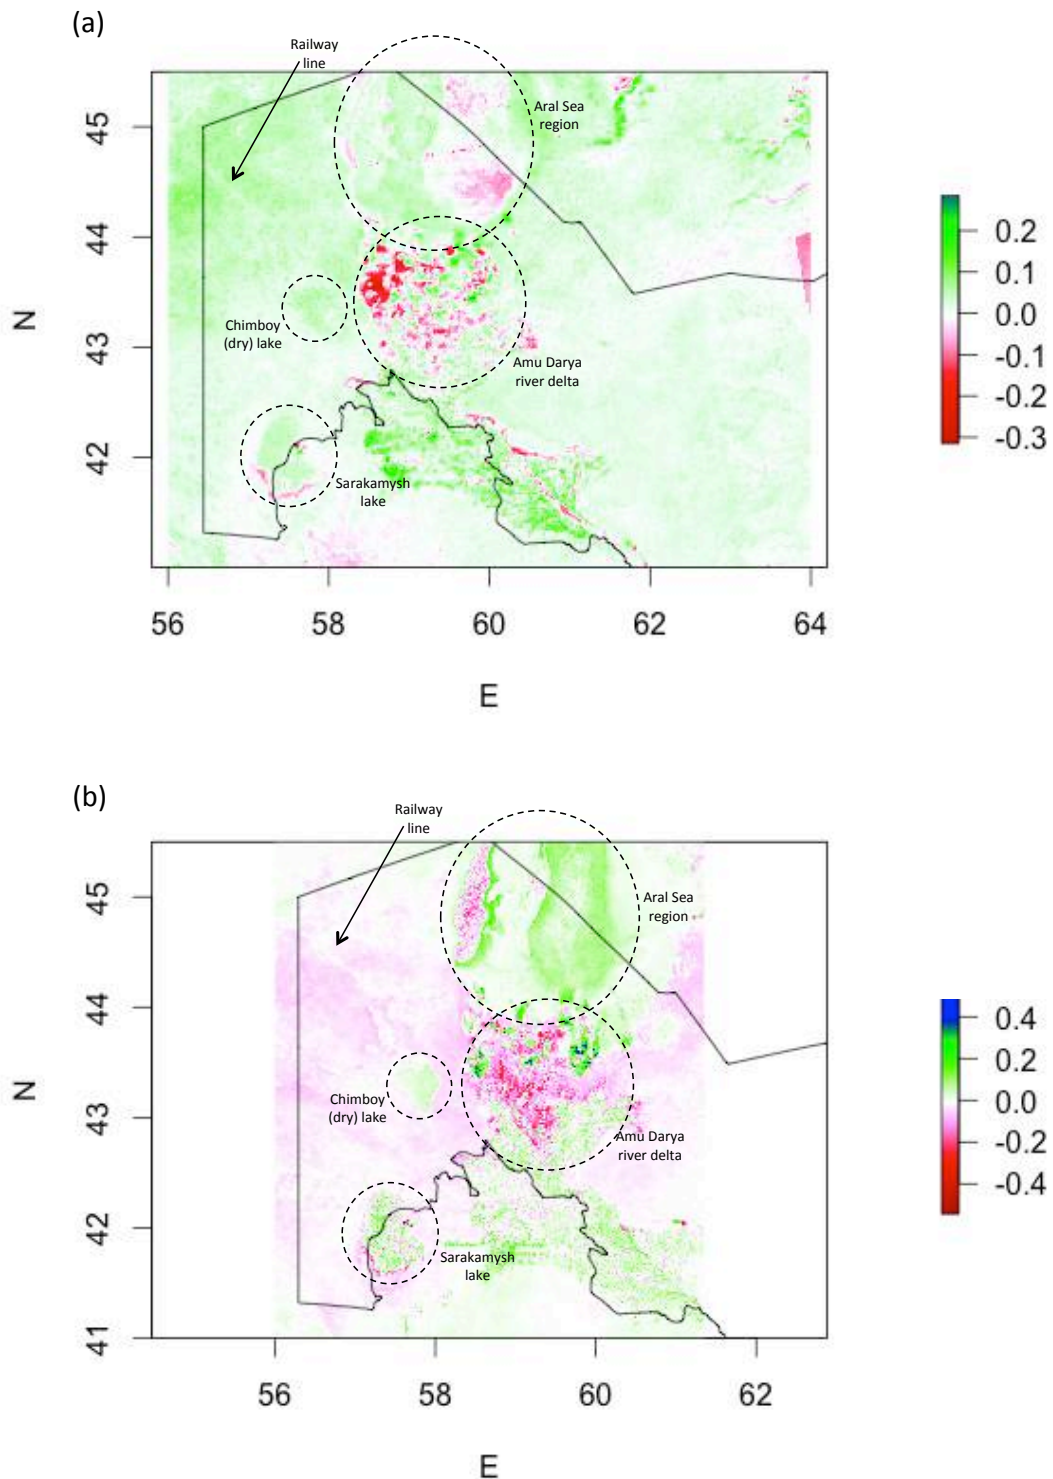 (a)
Railway
line
Aral Sea
region
45
44
43
42
N
Chimboy
(dry) lake
Amu Darya
river delta
Sarakamysh
lake
56
58
60
62
64
E
0.2
0.1
0.0
-0.1
-0.2
-0.3
(b)
Railway
line
Aral Sea
region
45
44
43
42
41
N
Chimboy
(dry) lake
Amu Darya
river delta
Sarakamysh
lake
56
58
60
62
E
0.4
0.2
0.0
-0.2
-0.4